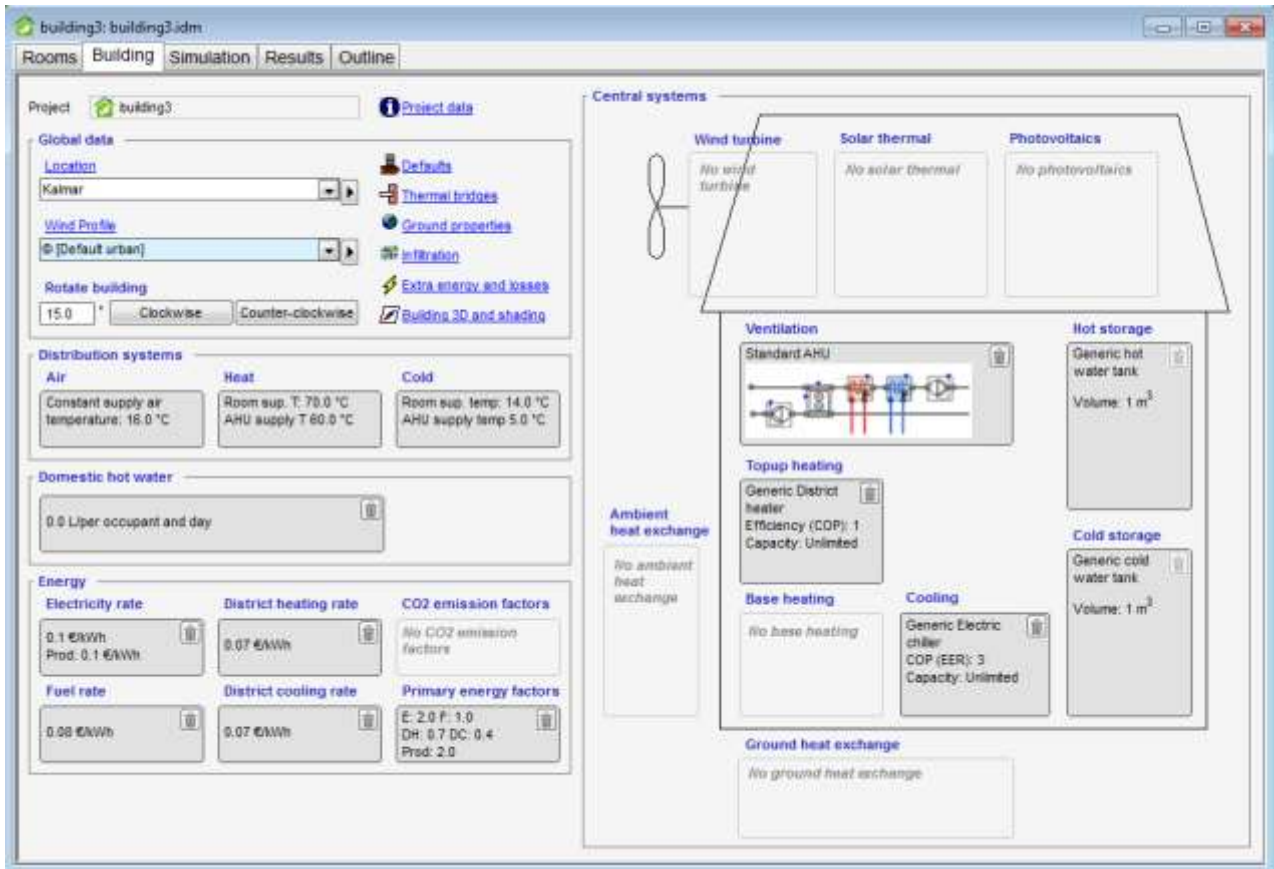 building3: building3.idm
Rooms Building Simulation Results Outline
Project building3 Project data
Global data
Location
Kalmar
Wind Profile
© [Default urban]
Rotate building
15.0 ° Clockwise Counter-clockwise
Defaults
Thermal bridges
Ground properties
Infiltration
Extra energy and losses
Building 3D and shading
Distribution systems
Air
Constant supply air
temperature: 16.0 °C
Heat
Room sup. T: 70.0 °C
AHU supply T 60.0 °C
Cold
Room sup. temp: 14.0 °C
AHU supply temp 5.0 °C
Domestic hot water
0.0 L/per occupant and day
Energy
Electricity rate
0.1 €/kWh
Prod: 0.1 €/kWh
District heating rate
0.07 €/kWh
CO2 emission factors
No CO2 emission
factors
Fuel rate
0.08 €/kWh
District cooling rate
0.07 €/kWh
Primary energy factors
E: 2.0 F: 1.0
DH: 0.7 DC: 0.4
Prod: 2.0
Central systems
Wind turbine
No wind
turbine
Solar thermal
No solar thermal
Photovoltaics
No photovoltaics
Ventilation
Standard AHU
Hot storage
Generic hot
water tank
Volume: 1 m³
Topup heating
Generic District
heater
Efficiency (COP): 1
Capacity: Unlimited
Ambient
heat exchange
No ambient
heat
exchange
Cold storage
Generic cold
water tank
Volume: 1 m³
Base heating
No base heating
Cooling
Generic Electric
chiller
COP (EER): 3
Capacity: Unlimited
Ground heat exchange
No ground heat exchange